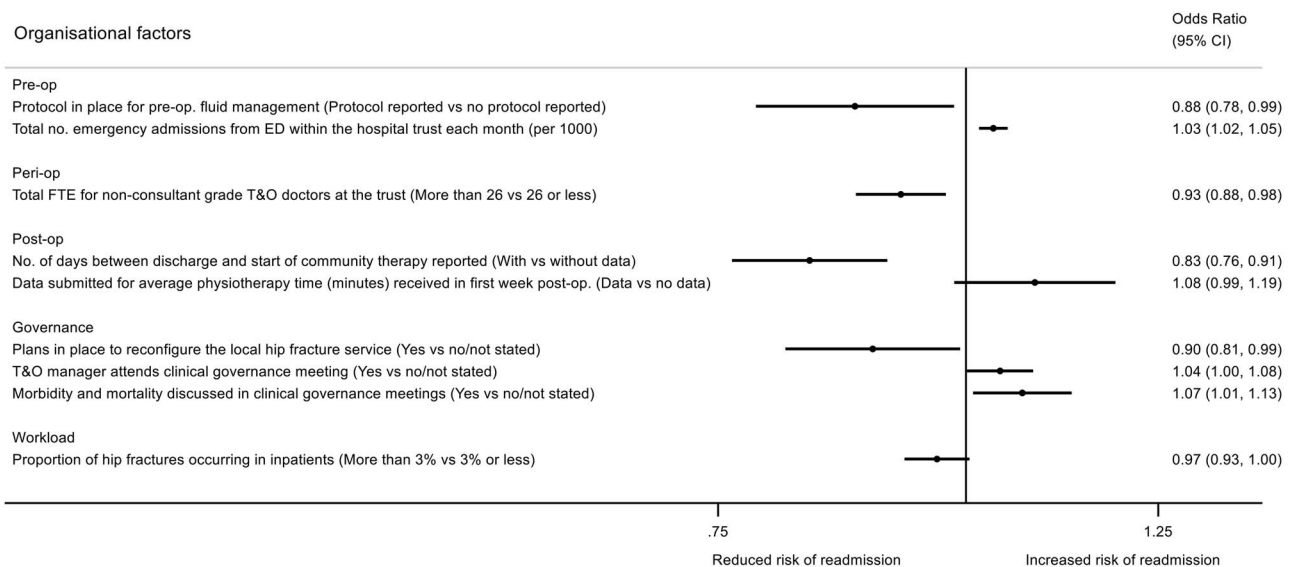 Organisational factors
Odds Ratio
(95% CI)
Pre-op
Protocol in place for pre-op. fluid management (Protocol reported vs no protocol reported) 0.88 (0.78, 0.99)
Total no. emergency admissions from ED within the hospital trust each month (per 1000) 1.03 (1.02, 1.05)
Peri-op
Total FTE for non-consultant grade T&O doctors at the trust (More than 26 vs 26 or less) 0.93 (0.88, 0.98)
Post-op
No. of days between discharge and start of community therapy reported (With vs without data) 0.83 (0.76, 0.91)
Data submitted for average physiotherapy time (minutes) received in first week post-op. (Data vs no data) 1.08 (0.99, 1.19)
Governance
Plans in place to reconfigure the local hip fracture service (Yes vs no/not stated) 0.90 (0.81, 0.99)
T&O manager attends clinical governance meeting (Yes vs no/not stated) 1.04 (1.00, 1.08)
Morbidity and mortality discussed in clinical governance meetings (Yes vs no/not stated) 1.07 (1.01, 1.13)
Workload
Proportion of hip fractures occurring in inpatients (More than 3% vs 3% or less) 0.97 (0.93, 1.00)
.75 1.25
Reduced risk of readmission Increased risk of readmission